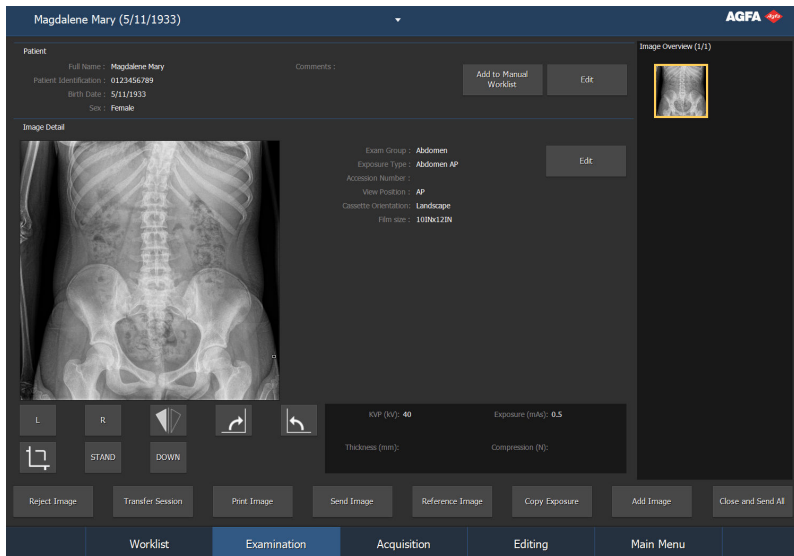 Magdalene Mary (5/11/1933)
AGFA
Agfa
Patient
Full Name : Magdalene Mary
Patient Identification : 0123456789
Birth Date : 5/11/1933
Sex : Female
Comments :
Add to Manual
Worklist
Edit
Image Overview (1/1)
Image Detail
Exam Group : Abdomen
Exposure Type : Abdomen AP
Accession Number :
View Position : AP
Cassette Orientation: Landscape
Film size : 10INx12IN
Edit
L
R
STAND
DOWN
KVP (kV): 40
Exposure (mAs): 0.5
Thickness (mm):
Compression (N):
Reject Image
Transfer Session
Print Image
Send Image
Reference Image
Copy Exposure
Add Image
Close and Send All
Worklist
Examination
Acquisition
Editing
Main Menu